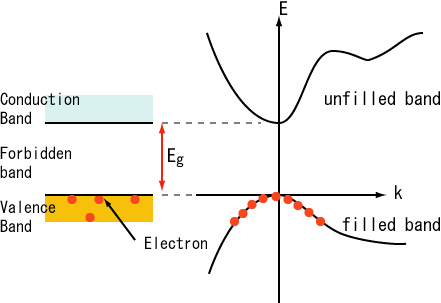 E
Conduction
Band
unfilled band
Forbidden
band
Eg
k
Valence
Band
filled band
Electron